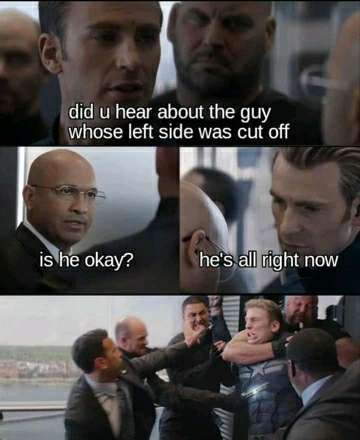 did u hear about the guy
whose left side was cut off
is he okay?
he's all right now